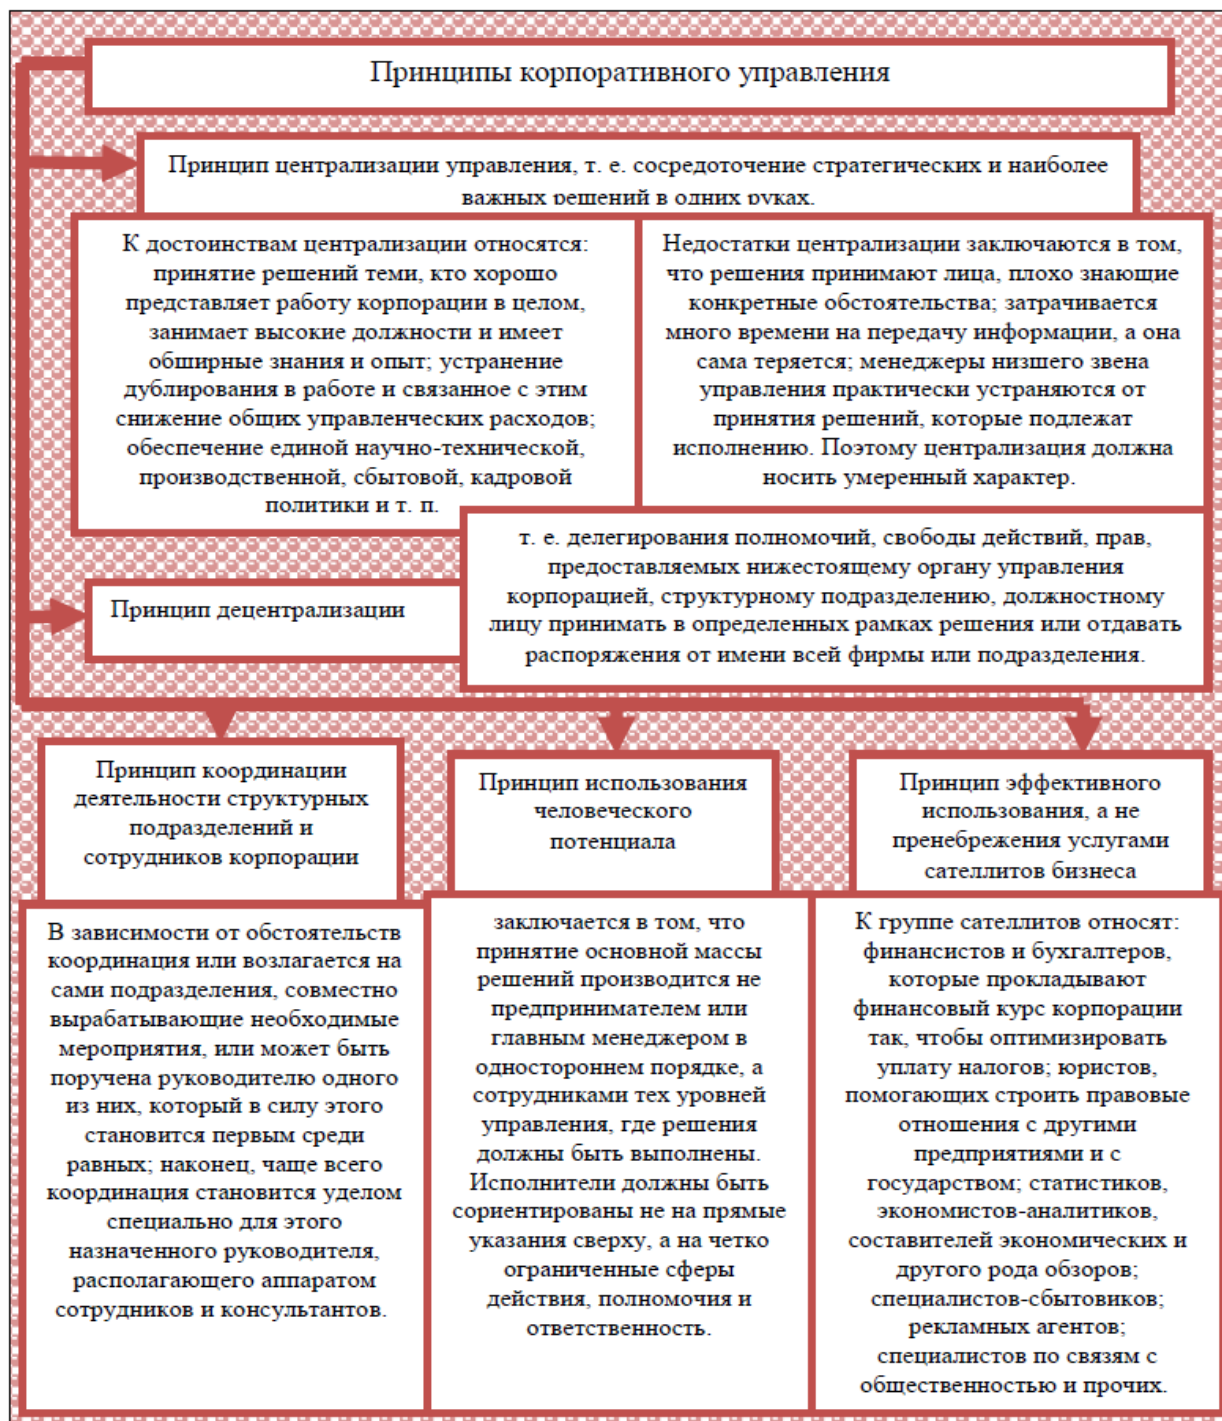 Принципы корпоративного управления
Принцип централизации управления, т. е. сосредоточение стратегических и наиболее
важных решений в одних руках.
К достоинствам централизации относятся:
принятие решений теми, кто хорошо
представляет работу корпорации в целом,
занимает высокие должности и имеет
обширные знания и опыт; устранение
дублирования в работе и связанное с этим
снижение общих управленческих расходов;
обеспечение единой научно-технической,
производственной, сбытовой, кадровой
политики и т. п.
Недостатки централизации заключаются в том,
что решения принимают лица, плохо знающие
конкретные обстоятельства; затрачивается
много времени на передачу информации, а она
сама теряется; менеджеры низшего звена
управления практически устраняются от
принятия решений, которые подлежат
исполнению. Поэтому централизация должна
носить умеренный характер.
Принцип децентрализации
т. е. делегирования полномочий, свободы действий, прав,
предоставляемых нижестоящему органу управления
корпорацией, структурному подразделению, должностному
лицу принимать в определенных рамках решения или отдавать
распоряжения от имени всей фирмы или подразделения.
Принцип координации
деятельности структурных
подразделений и
сотрудников корпорации
В зависимости от обстоятельств
координация или возлагается на
сами подразделения, совместно
вырабатывающие необходимые
мероприятия, или может быть
поручена руководителю одного
из них, который в силу этого
становится первым среди
равных; наконец, чаще всего
координация становится уделом
специально для этого
назначенного руководителя,
располагающего аппаратом
сотрудников и консультантов.
Принцип использования
человеческого
потенциала
заключается в том, что
принятие основной массы
решений производится не
предпринимателем или
главным менеджером в
одностороннем порядке, а
сотрудниками тех уровней
управления, где решения
должны быть выполнены.
Исполнители должны быть
сориентированы не на прямые
указания сверху, а на четко
ограниченные сферы
действия, полномочия и
ответственность.
Принцип эффективного
использования, а не
пренебрежения услугами
сателлитов бизнеса
К группе сателлитов относят:
финансистов и бухгалтеров,
которые прокладывают
финансовый курс корпорации
так, чтобы оптимизировать
уплату налогов; юристов,
помогающих строить правовые
отношения с другими
предприятиями и с
государством; статистиков,
экономистов-аналитиков,
составителей экономических и
другого рода обзоров;
специалистов-сбытовиков;
рекламных агентов;
специалистов по связям с
общественностью и прочих.